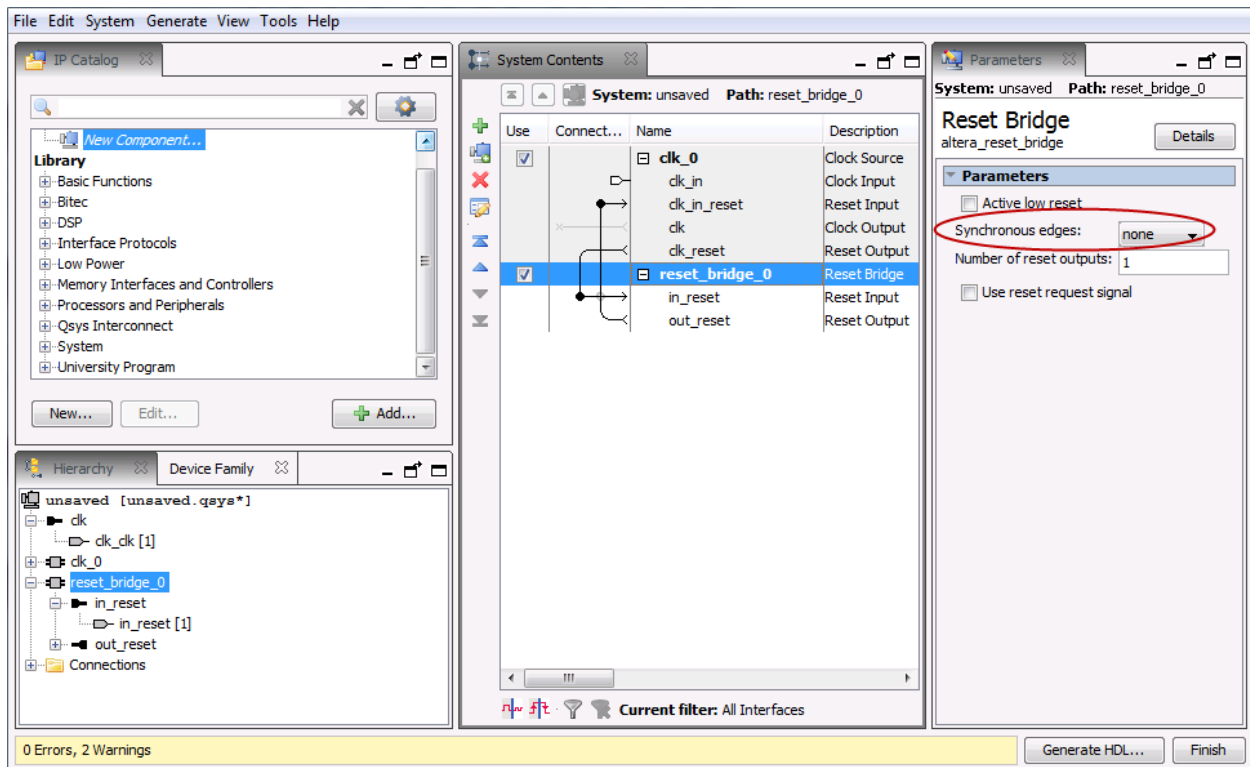 File Edit System Generate View Tools Help
IP Catalog
New Component...
Library
Basic Functions
Bitec
DSP
Interface Protocols
Low Power
Memory Interfaces and Controllers
Processors and Peripherals
Qsys Interconnect
System
University Program
New... Edit... Add...
Hierarchy Device Family
unsaved [unsaved.qsys*]
clk
clk_clk [1]
clk_0
reset_bridge_0
in_reset
in_reset [1]
out_reset
Connections
System Contents
System: unsaved Path: reset_bridge_0
Use Connect... Name Description
clk_0 Clock Source
clk_in Clock Input
clk_in_reset Reset Input
clk Clock Output
clk_reset Reset Output
reset_bridge_0 Reset Bridge
in_reset Reset Input
out_reset Reset Output
Current filter: All Interfaces
Parameters
System: unsaved Path: reset_bridge_0
Reset Bridge
altera_reset_bridge
Details
Parameters
Active low reset
Synchronous edges: none
Number of reset outputs: 1
Use reset request signal
0 Errors, 2 Warnings
Generate HDL... Finish